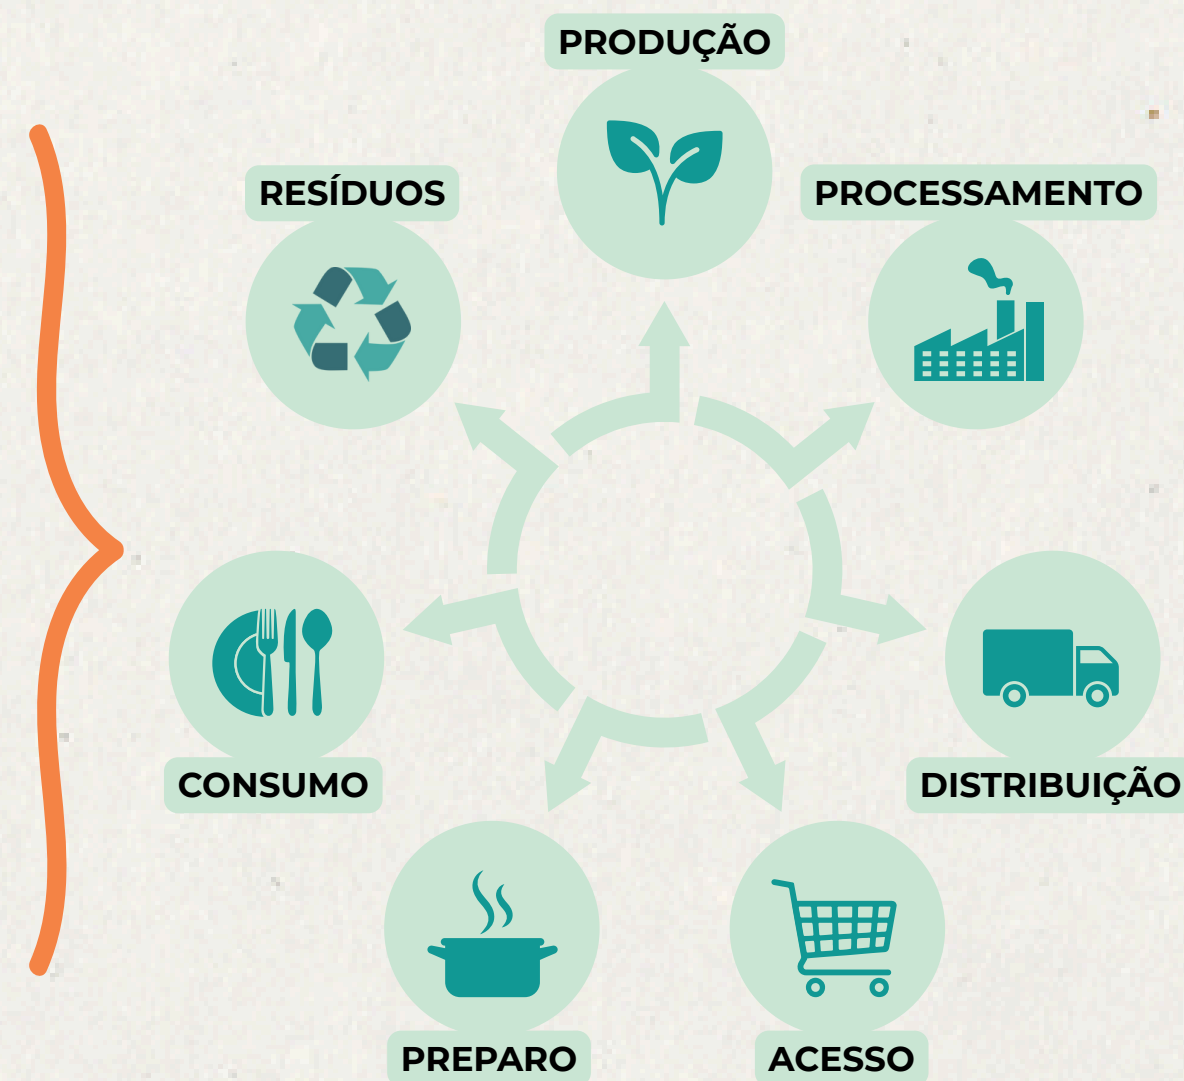 PRODUÇÃO
PROCESSAMENTO
DISTRIBUIÇÃO
ACESSO
PREPARO
CONSUMO
RESÍDUOS